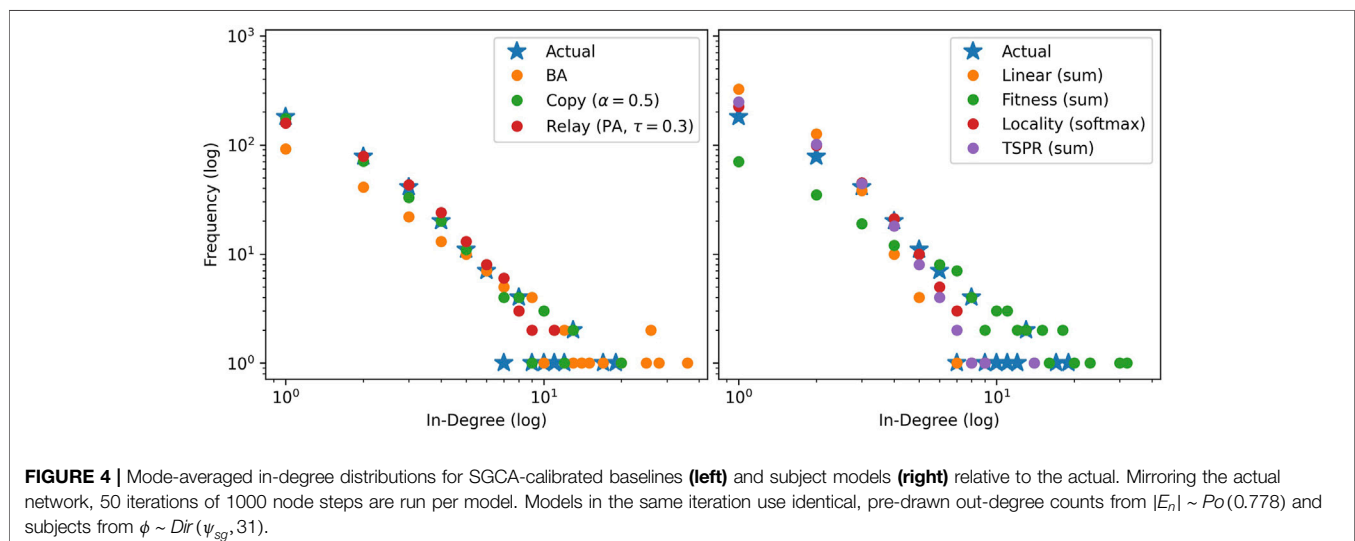 10³
10²
10¹
10⁰
Frequency (log)
Actual
BA
Copy (α = 0.5)
Relay (PA, τ = 0.3)
10⁰
10¹
In-Degree (log)
Actual
Linear (sum)
Fitness (sum)
Locality (softmax)
TSPR (sum)
10⁰
10¹
In-Degree (log)
FIGURE 4 | Mode-averaged in-degree distributions for SGCA-calibrated baselines (left) and subject models (right) relative to the actual. Mirroring the actual
network, 50 iterations of 1000 node steps are run per model. Models in the same iteration use identical, pre-drawn out-degree counts from |Eₙ| ~ Po(0.778) and
subjects from ϕ ~ Dir(ψ_sg, 31).